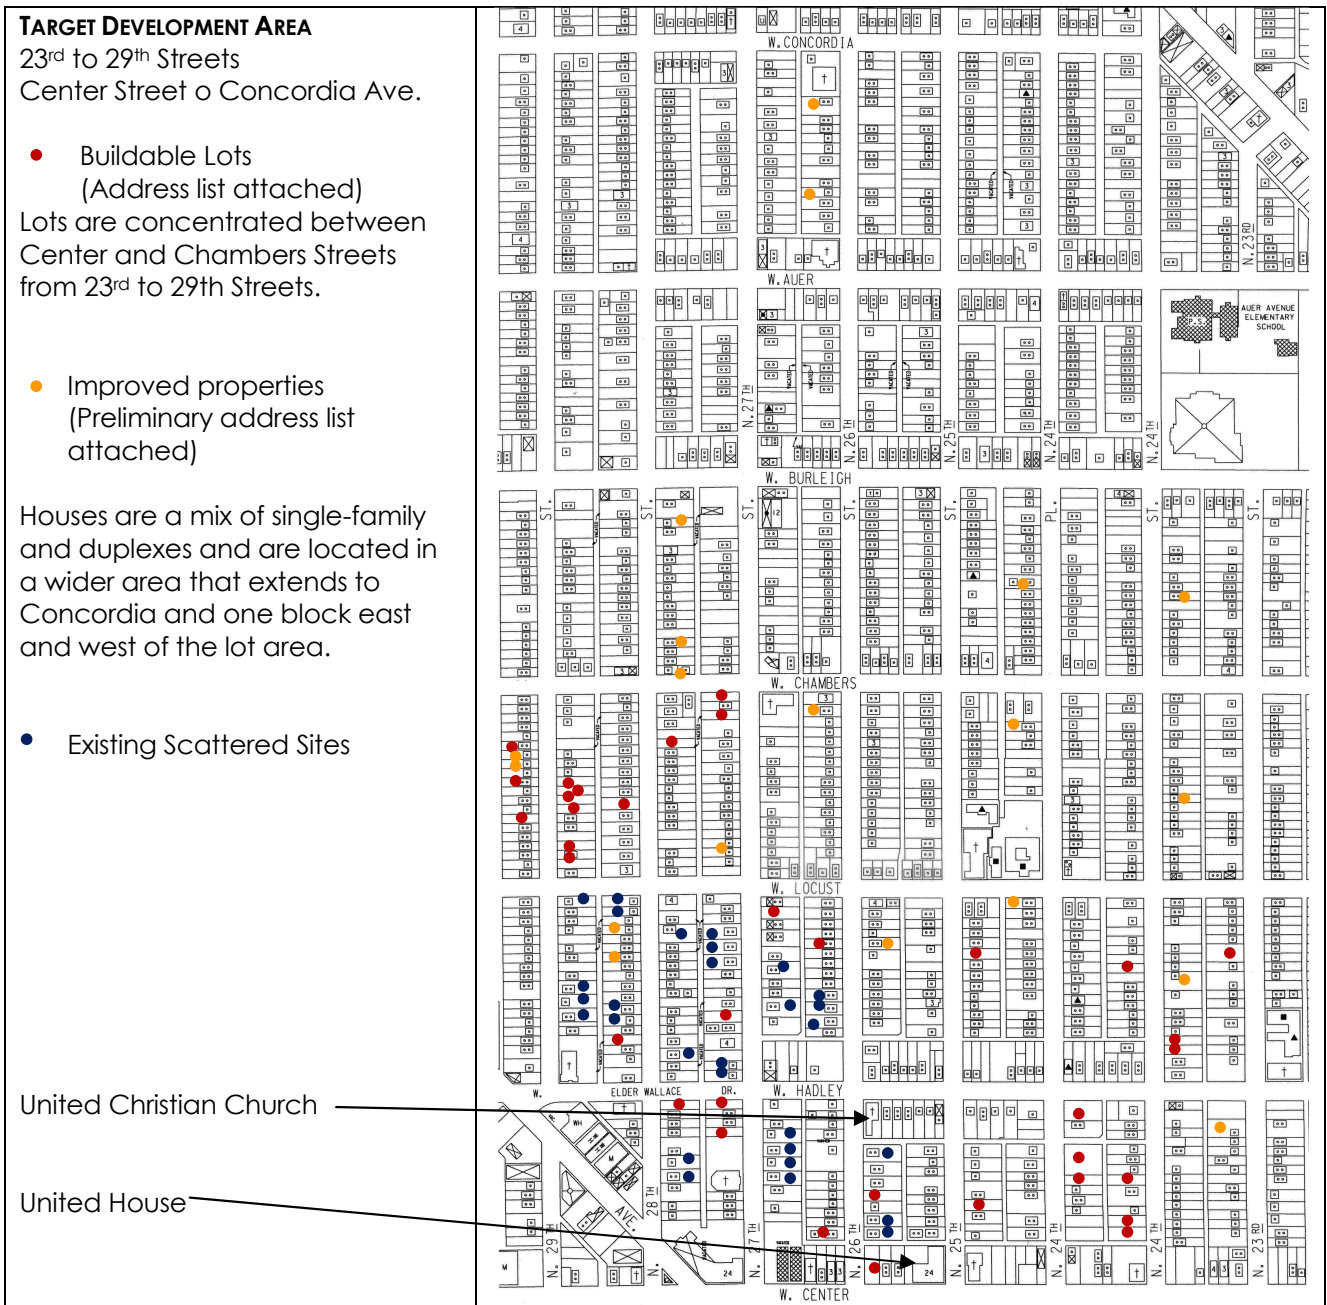 TARGET DEVELOPMENT AREA
23rd to 29th Streets
Center Street o Concordia Ave.
Buildable Lots
(Address list attached)
Lots are concentrated between
Center and Chambers Streets
from 23rd to 29th Streets.
Improved properties
(Preliminary address list
attached)
Houses are a mix of single-family
and duplexes and are located in
a wider area that extends to
Concordia and one block east
and west of the lot area.
Existing Scattered Sites
United Christian Church
United House
W. CONCORDIA
N. 23RD
W. AUER
AUER AVENUE
ELEMENTARY
SCHOOL
P.S.
N. 27TH
N. 26TH
N. 25TH
N. 24TH
N. 24TH
W. BURLEIGH
ST.
ST.
ST.
ST.
ST.
PL.
ST.
ST.
12
W. CHAMBERS
W. LOCUST
W.
ELDER WALLACE
DR.
W. HADLEY
WH
M
AVE.
N. 29TH
N. 28TH
N. 27TH
N. 26TH
N. 25TH
N. 24TH
N. 24TH
N. 23RD
M
24
24
W. CENTER